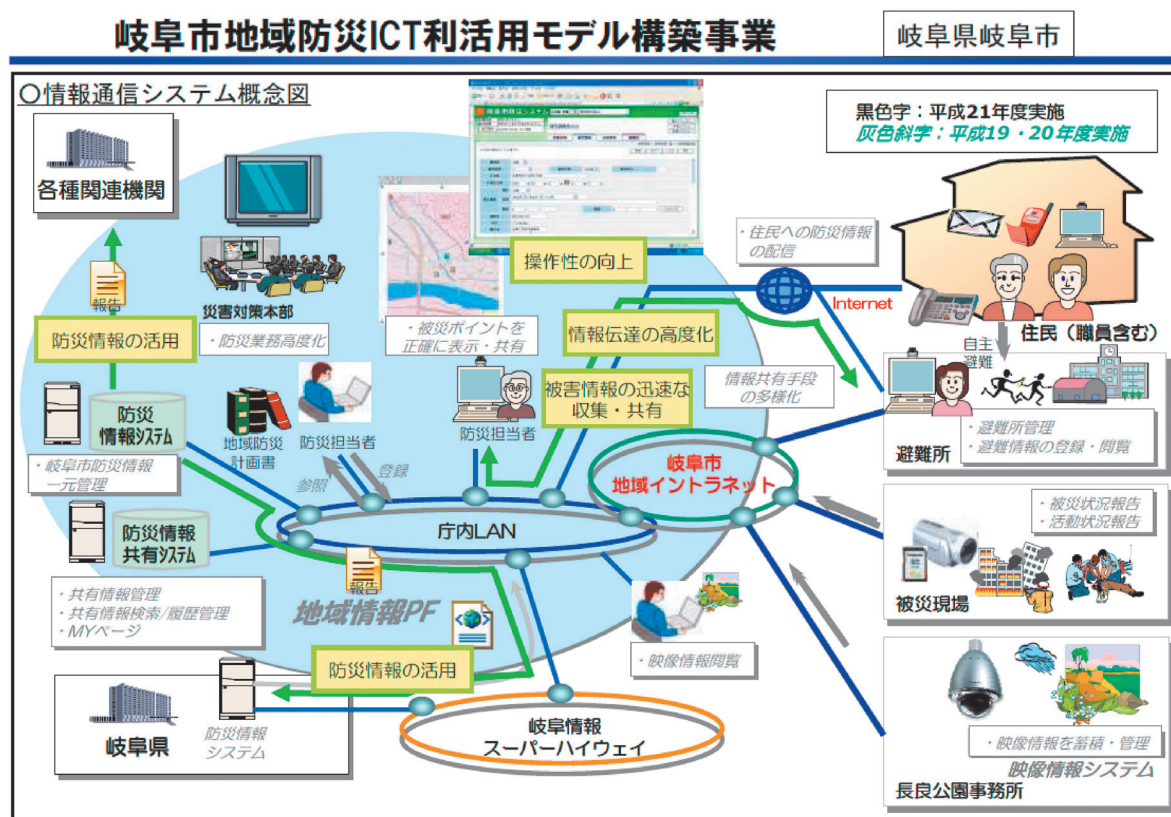 岐阜市地域防災ICT利活用モデル構築事業
岐阜県岐阜市
〇情報通信システム概念図
黒色字：平成21年度実施
灰色斜字：平成19・20年度実施
各種関連機関
報告
防災情報の活用
災害対策本部
・防災業務高度化
操作性の向上
・被災ポイントを
正確に表示・共有
情報伝達の高度化
被害情報の迅速な
収集・共有
・住民への防災情報
の配信
Internet
住民（職員含む）
自主
避難
情報共有手段
の多様化
避難所
・避難所管理
・避難情報の登録・閲覧
防災
情報システム
・岐阜市防災情報
一元管理
地域防災
計画書
防災担当者
参照
登録
防災担当者
岐阜市
地域イントラネット
庁内LAN
防災情報
共有システム
・共有情報管理
・共有情報検索/履歴管理
・MYページ
報告
地域情報PF
防災情報の活用
・映像情報閲覧
・被災状況報告
・活動状況報告
被災現場
岐阜県
防災情報
システム
岐阜情報
スーパーハイウェイ
・映像情報を蓄積・管理
映像情報システム
長良公園事務所